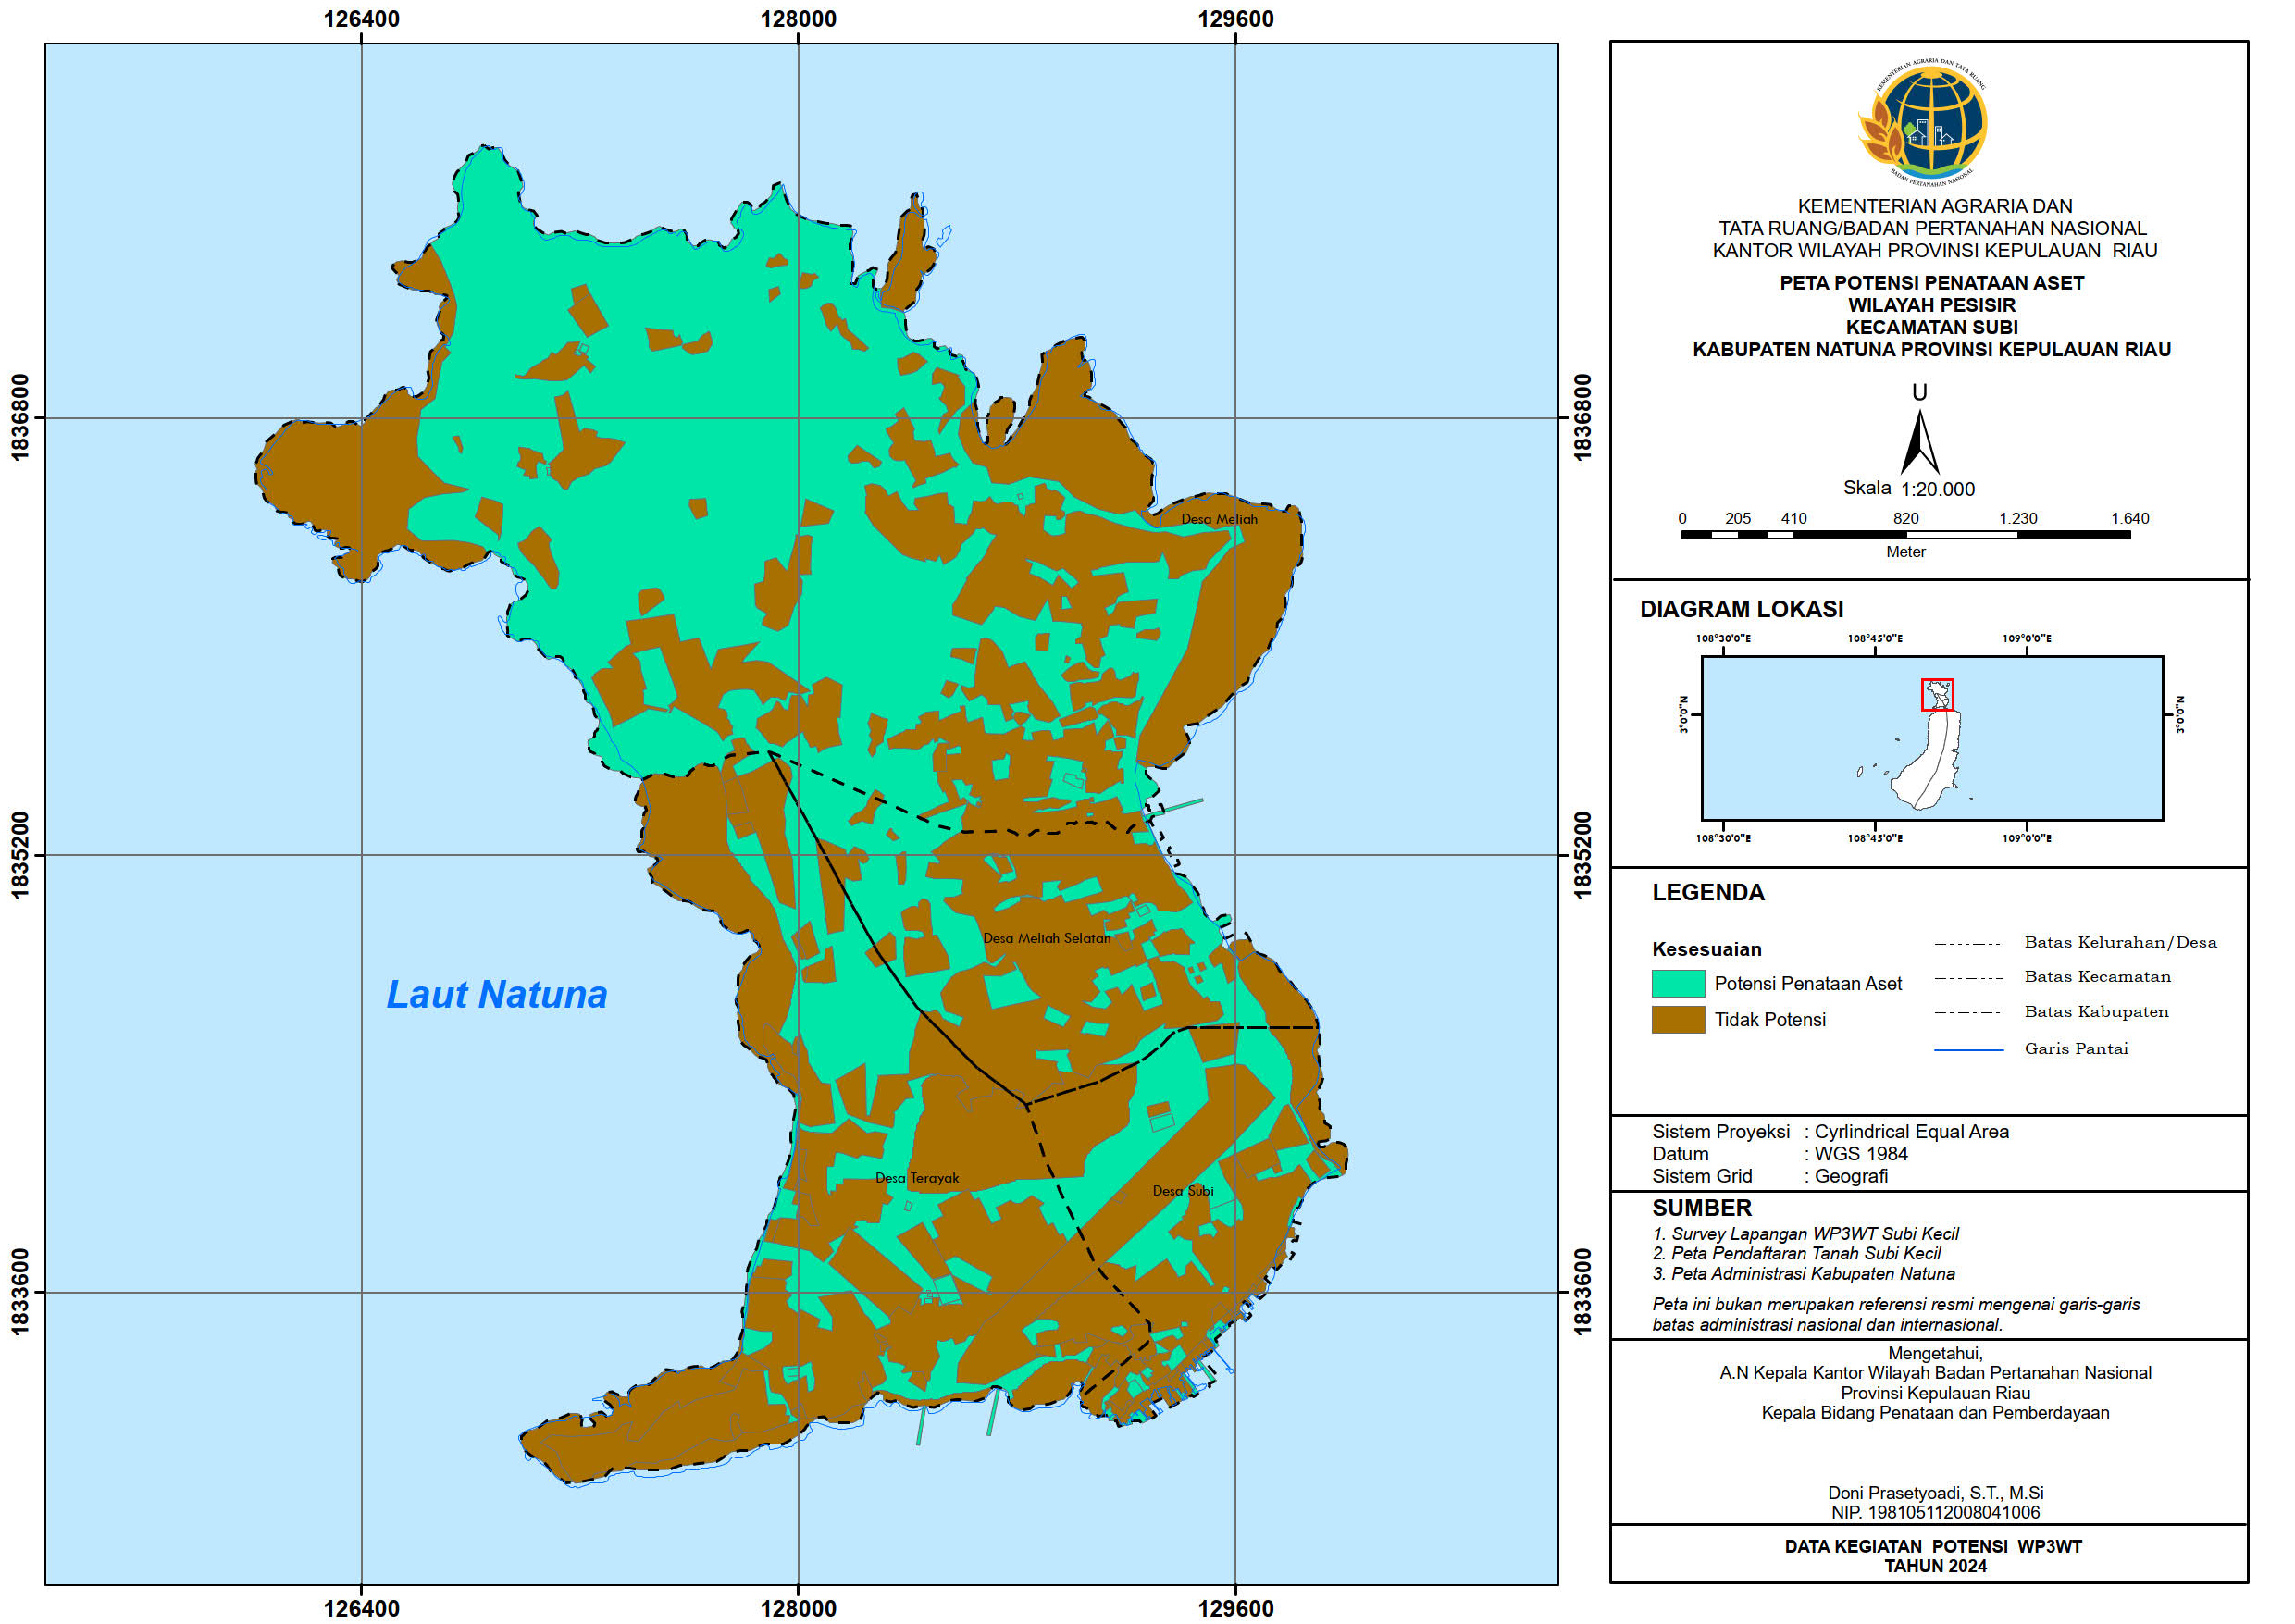 126400
128000
129600
1836800
1836800
1835200
1835200
1833600
1833600
126400
128000
129600
Desa Meliah
Desa Meliah Selatan
Desa Terayak
Desa Subi
Laut Natuna
KEMENTERIAN AGRARIA DAN TATA RUANG
BADAN PERTANAHAN NASIONAL
KEMENTERIAN AGRARIA DAN
TATA RUANG/BADAN PERTANAHAN NASIONAL
KANTOR WILAYAH PROVINSI KEPULAUAN RIAU
PETA POTENSI PENATAAN ASET
WILAYAH PESISIR
KECAMATAN SUBI
KABUPATEN NATUNA PROVINSI KEPULAUAN RIAU
U
Skala 1:20.000
0 205 410 820 1.230 1.640
Meter
DIAGRAM LOKASI
108°30'0"E 108°45'0"E 109°0'0"E
3°0'0"N
3°0'0"N
108°30'0"E 108°45'0"E 109°0'0"E
LEGENDA
Kesesuaian
Potensi Penataan Aset
Tidak Potensi
Batas Kelurahan/Desa
Batas Kecamatan
Batas Kabupaten
Garis Pantai
Sistem Proyeksi : Cyrlindrical Equal Area
Datum : WGS 1984
Sistem Grid : Geografi
SUMBER
1. Survey Lapangan WP3WT Subi Kecil
2. Peta Pendaftaran Tanah Subi Kecil
3. Peta Administrasi Kabupaten Natuna
Peta ini bukan merupakan referensi resmi mengenai garis-garis
batas administrasi nasional dan internasional.
Mengetahui,
A.N Kepala Kantor Wilayah Badan Pertanahan Nasional
Provinsi Kepulauan Riau
Kepala Bidang Penataan dan Pemberdayaan
Doni Prasetyoadi, S.T., M.Si
NIP. 198105112008041006
DATA KEGIATAN POTENSI WP3WT
TAHUN 2024